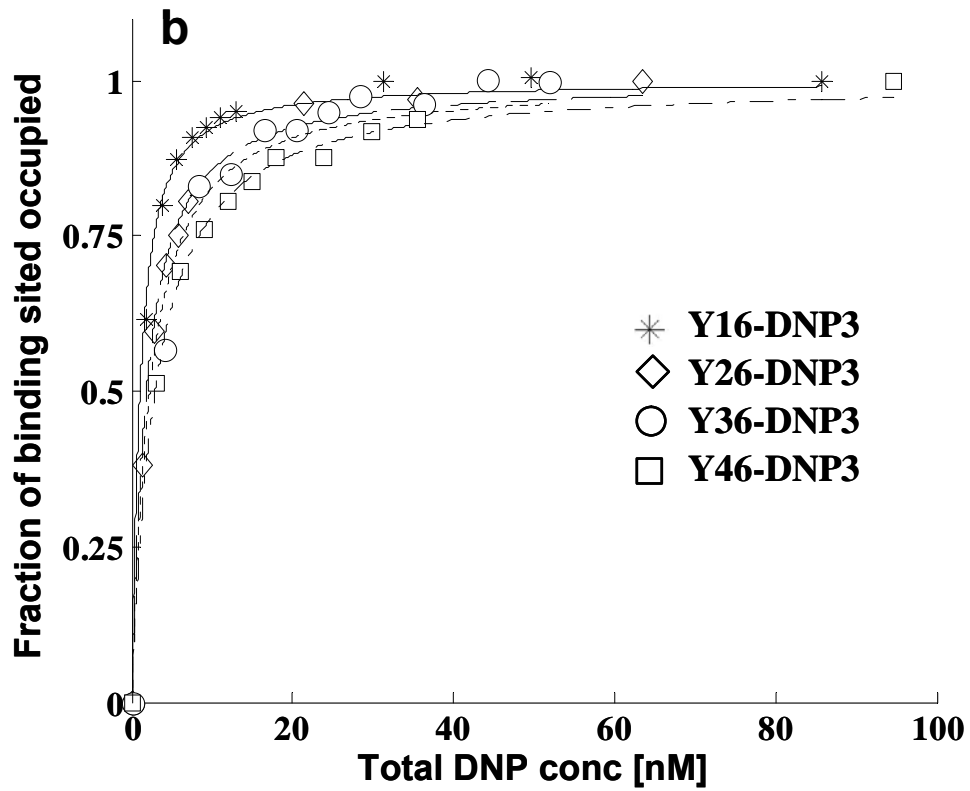 b
1
0.75
0.5
0.25
0
Fraction of binding sited occupied
Y16-DNP3
Y26-DNP3
Y36-DNP3
Y46-DNP3
0 20 40 60 80 100
Total DNP conc [nM]